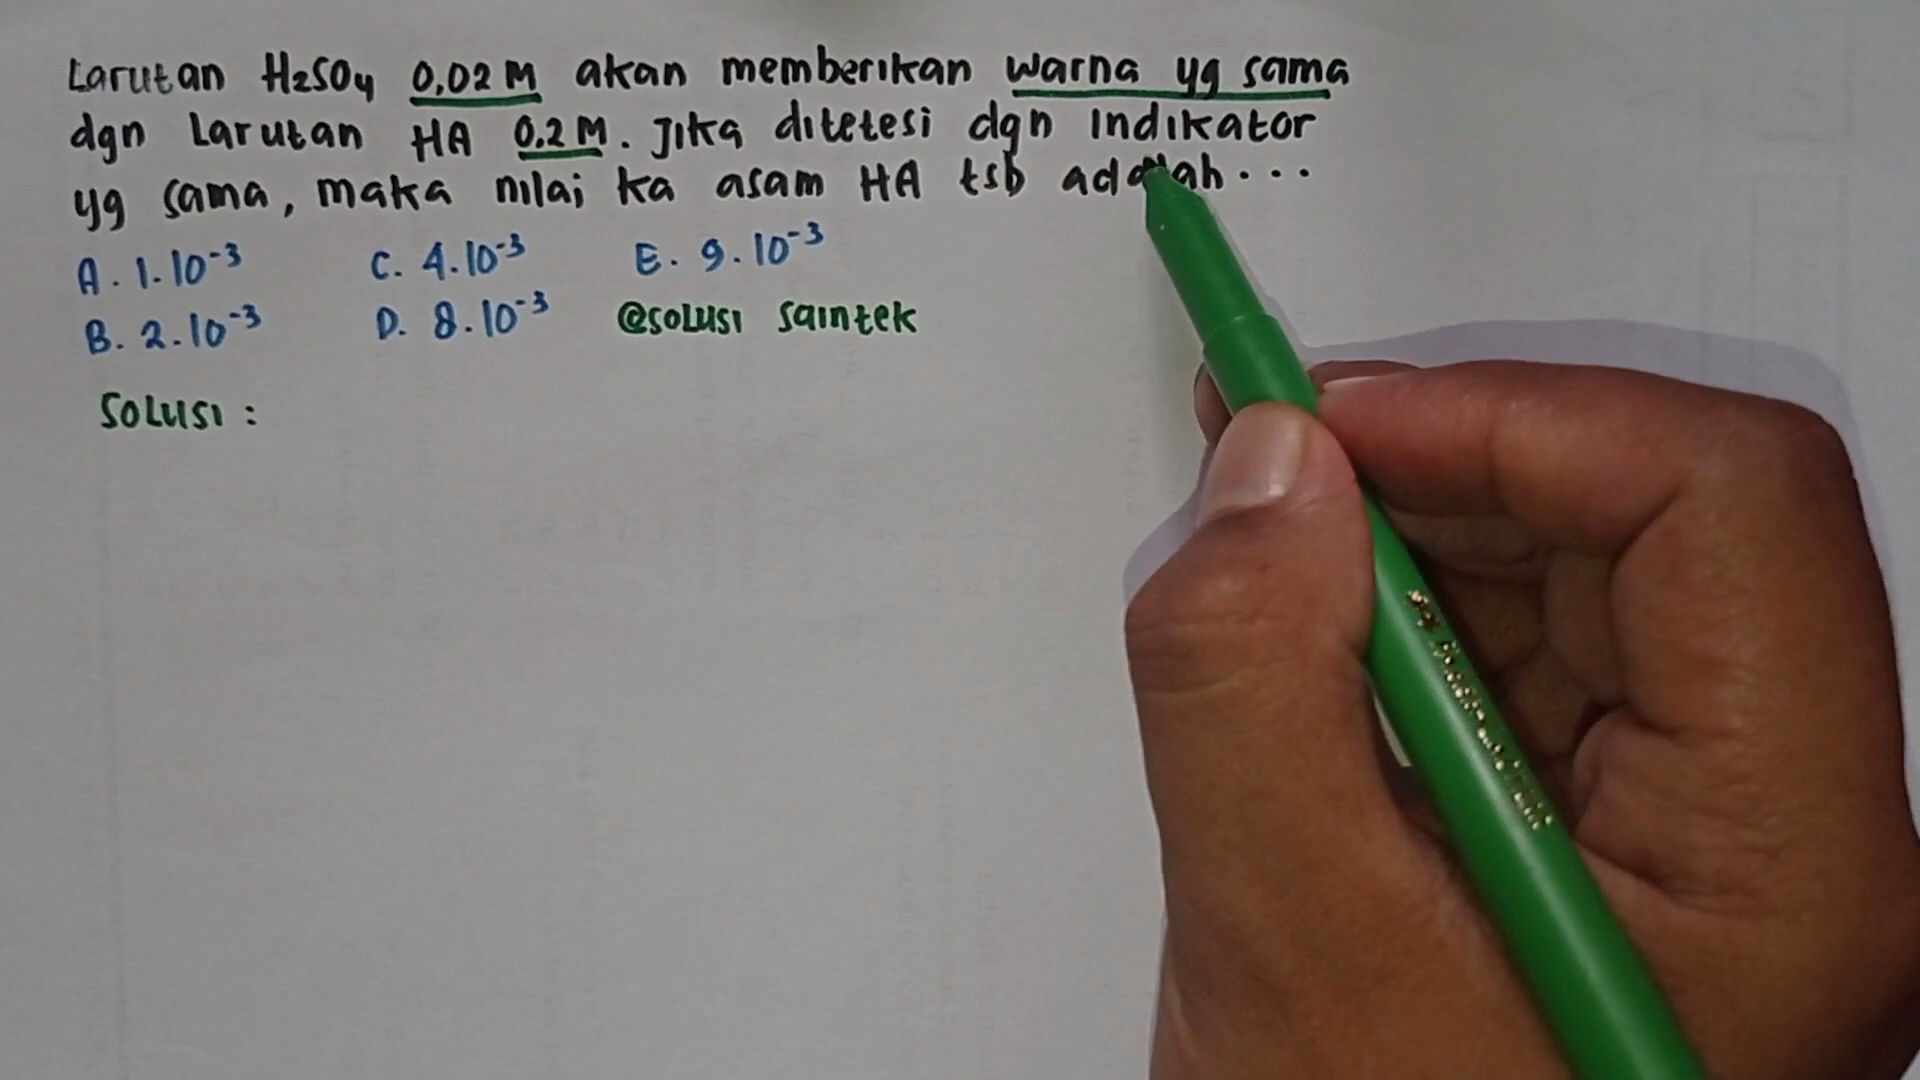 Larutan H₂SO₄ 0,02 M akan memberikan warna yg sama
dgn Larutan HA 0.2 M. Jika ditetesi dgn Indikator
yg sama, maka nilai ka asam HA tsb adalah...
A. 1.10⁻³ C. 4.10⁻³ E. 9.10⁻³
B. 2.10⁻³ D. 8.10⁻³ @solusi saintek
SOLUSI :